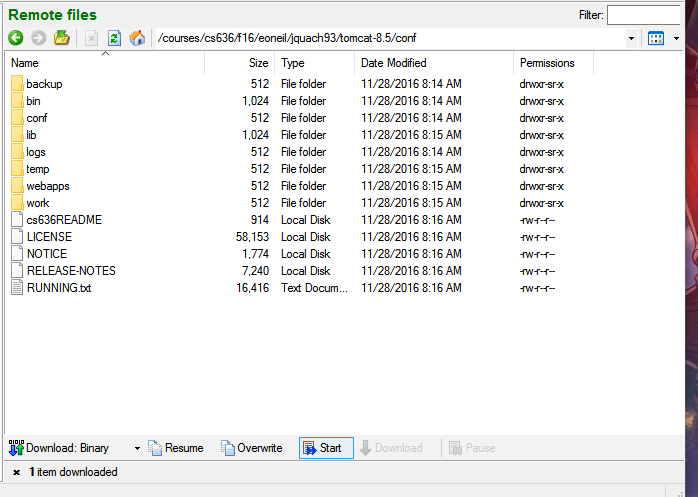 Remote files Filter:
/courses/cs636/f16/eoneil/jquach93/tomcat-8.5/conf
Name Size Type Date Modified Permissions
backup 512 File folder 11/28/2016 8:14 AM drwxr-sr-x
bin 1,024 File folder 11/28/2016 8:14 AM drwxr-sr-x
conf 512 File folder 11/28/2016 8:14 AM drwxr-sr-x
lib 1,024 File folder 11/28/2016 8:15 AM drwxr-sr-x
logs 512 File folder 11/28/2016 8:14 AM drwxr-sr-x
temp 512 File folder 11/28/2016 8:15 AM drwxr-sr-x
webapps 512 File folder 11/28/2016 8:15 AM drwxr-sr-x
work 512 File folder 11/28/2016 8:15 AM drwxr-sr-x
cs636README 914 Local Disk 11/28/2016 8:16 AM -rw-r--r--
LICENSE 58,153 Local Disk 11/28/2016 8:16 AM -rw-r--r--
NOTICE 1,774 Local Disk 11/28/2016 8:16 AM -rw-r--r--
RELEASE-NOTES 7,240 Local Disk 11/28/2016 8:16 AM -rw-r--r--
RUNNING.txt 16,416 Text Docum... 11/28/2016 8:16 AM -rw-r--r--
Download: Binary Resume Overwrite Start Download Pause
1 item downloaded